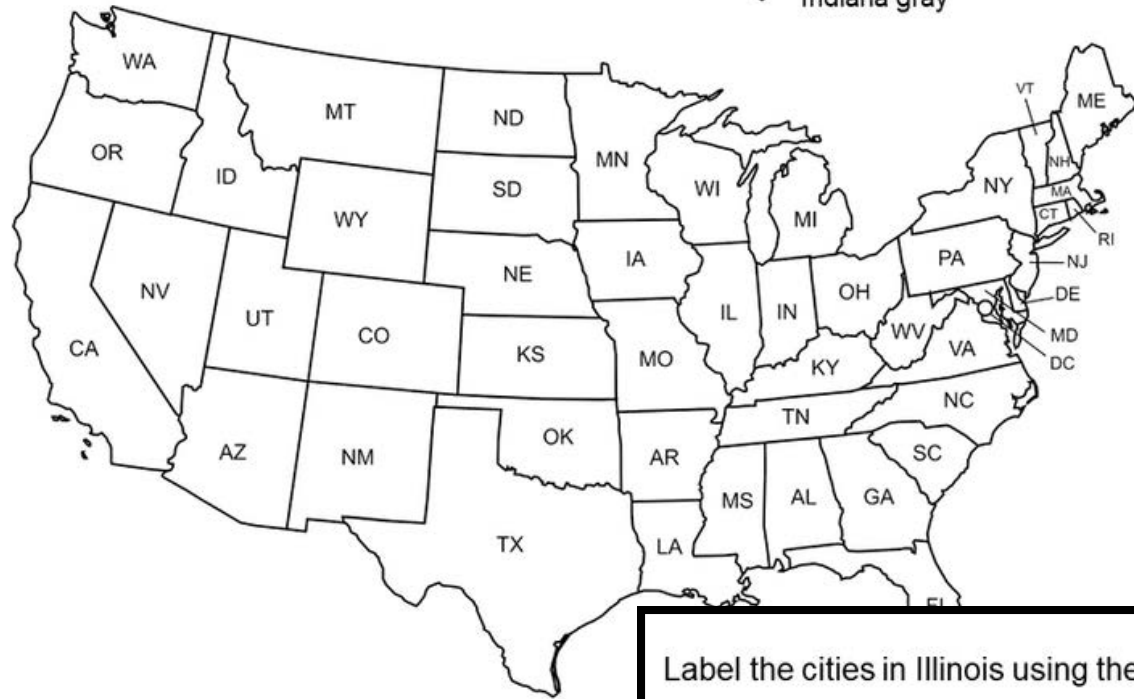 Indiana gray
WA
MT
ND
MN
VT
ME
OR
ID
SD
WI
NH
NY
MA
WY
MI
CT
RI
IA
PA
NJ
NE
OH
NV
IL
IN
DE
UT
WV
MD
CO
VA
DC
CA
KS
MO
KY
NC
TN
OK
AZ
NM
AR
SC
MS
AL
GA
TX
LA
Label the cities in Illinois using the